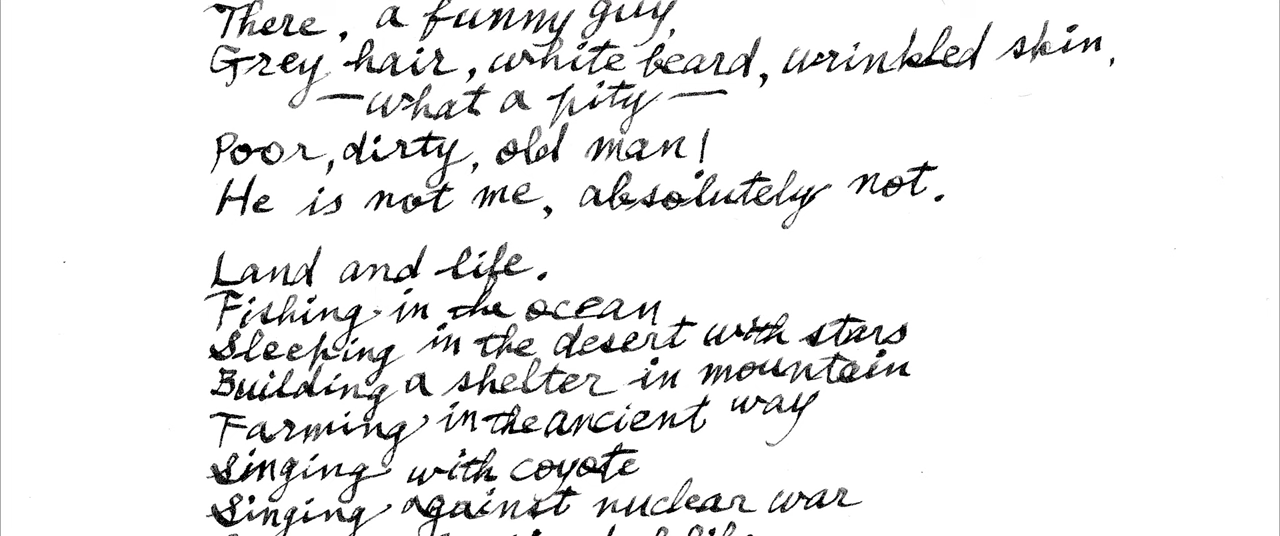 There, a funny guy,
Grey hair, white beard, wrinkled skin,
—what a pity—
Poor, dirty, old man!
He is not me, absolutely not.
Land and life.
Fishing in the ocean
Sleeping in the desert with stars
Building a shelter in mountain
Farming in the ancient way
Singing with coyote
Singing against nuclear war
life